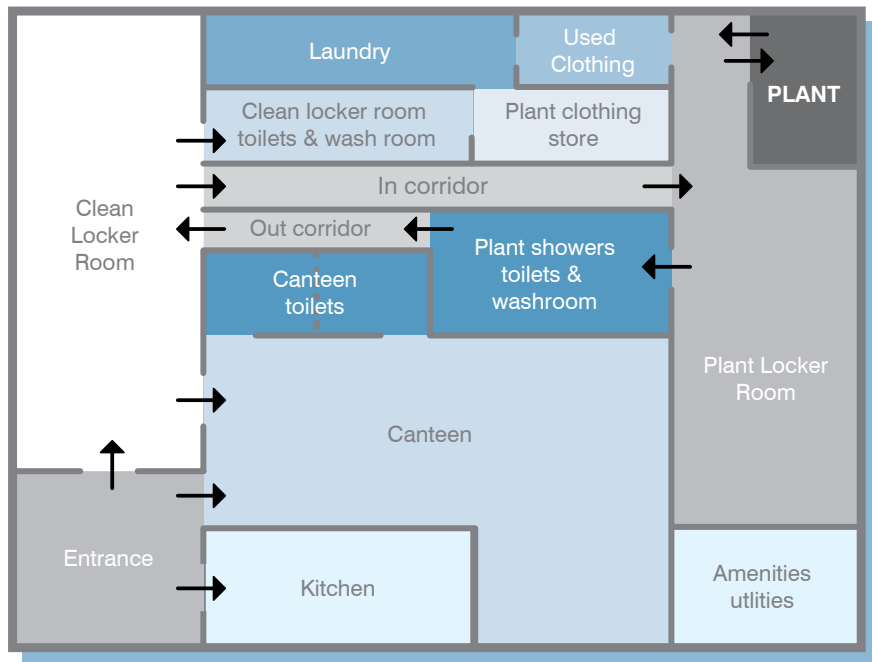 Laundry
Used
Clothing
PLANT
Clean locker room
toilets & wash room
Plant clothing
store
In corridor
Clean
Locker
Room
Out corridor
Plant showers
toilets &
washroom
Canteen
toilets
Plant Locker
Room
Canteen
Entrance
Kitchen
Amenities
utlities